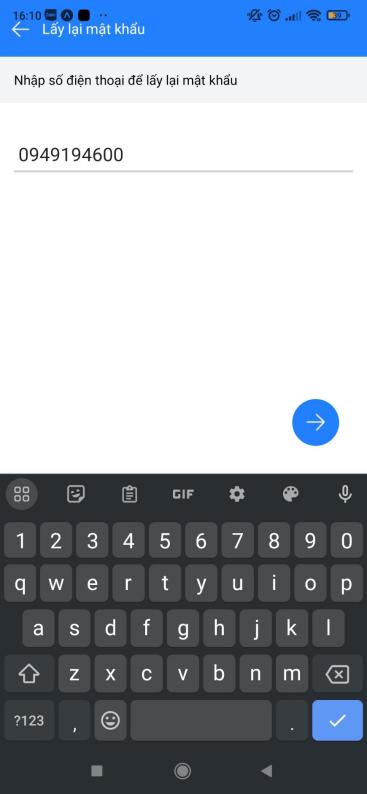 16:10
39
Lấy lại mật khẩu
Nhập số điện thoại để lấy lại mật khẩu
0949194600
GIF
1 2 3 4 5 6 7 8 9 0
q w e r t y u i o p
a s d f g h j k l
z x c v b n m
?123 , .